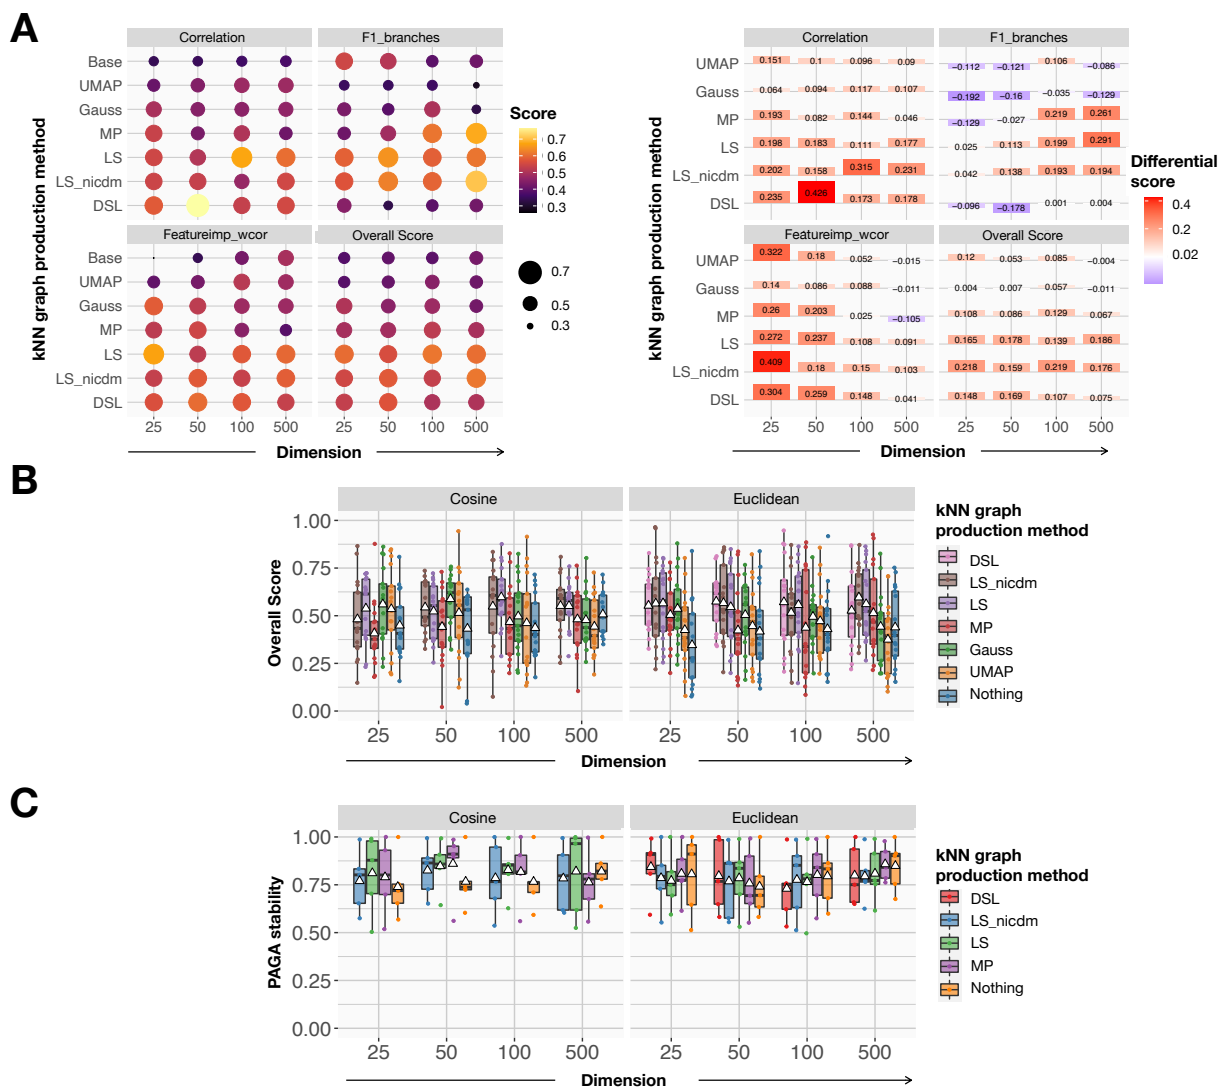 A
kNN graph production method
Correlation
F1_branches
Base
UMAP
Gauss
MP
LS
LS_nicdm
DSL
Featureimp_wcor
Overall Score
Base
UMAP
Gauss
MP
LS
LS_nicdm
DSL
25 50 100 500 25 50 100 500
Dimension
Score
0.7
0.6
0.5
0.4
0.3
0.7
0.5
0.3
kNN graph production method
Correlation
F1_branches
UMAP
Gauss
MP
LS
LS_nicdm
DSL
0.151 0.1 0.096 0.09
0.064 0.094 0.117 0.107
0.193 0.082 0.144 0.046
0.198 0.183 0.111 0.177
0.202 0.158 0.315 0.231
0.235 0.426 0.173 0.178
−0.112 −0.121 0.106 −0.086
−0.192 −0.16 −0.035 −0.129
−0.129 −0.027 0.219 0.261
0.025 0.113 0.199 0.291
0.042 0.138 0.193 0.194
−0.096 −0.178 0.001 0.004
Featureimp_wcor
Overall Score
UMAP
Gauss
MP
LS
LS_nicdm
DSL
0.322 0.18 0.052 −0.015
0.14 0.086 0.088 −0.011
0.26 0.203 0.025 −0.105
0.272 0.237 0.108 0.091
0.409 0.18 0.15 0.103
0.304 0.259 0.148 0.041
0.12 0.053 0.085 −0.004
0.004 0.007 0.057 −0.011
0.108 0.086 0.129 0.067
0.165 0.178 0.139 0.186
0.218 0.159 0.219 0.176
0.148 0.169 0.107 0.075
25 50 100 500 25 50 100 500
Dimension
Differential
score
0.4
0.02
B
Overall Score
Cosine
Euclidean
1.00
0.75
0.50
0.25
0.00
25 50 100 500 25 50 100 500
Dimension
kNN graph
production method
DSL
LS_nicdm
LS
MP
Gauss
UMAP
Nothing
C
PAGA stability
Cosine
Euclidean
1.00
0.75
0.50
0.25
0.00
25 50 100 500 25 50 100 500
Dimension
kNN graph
production method
DSL
LS_nicdm
LS
MP
Nothing